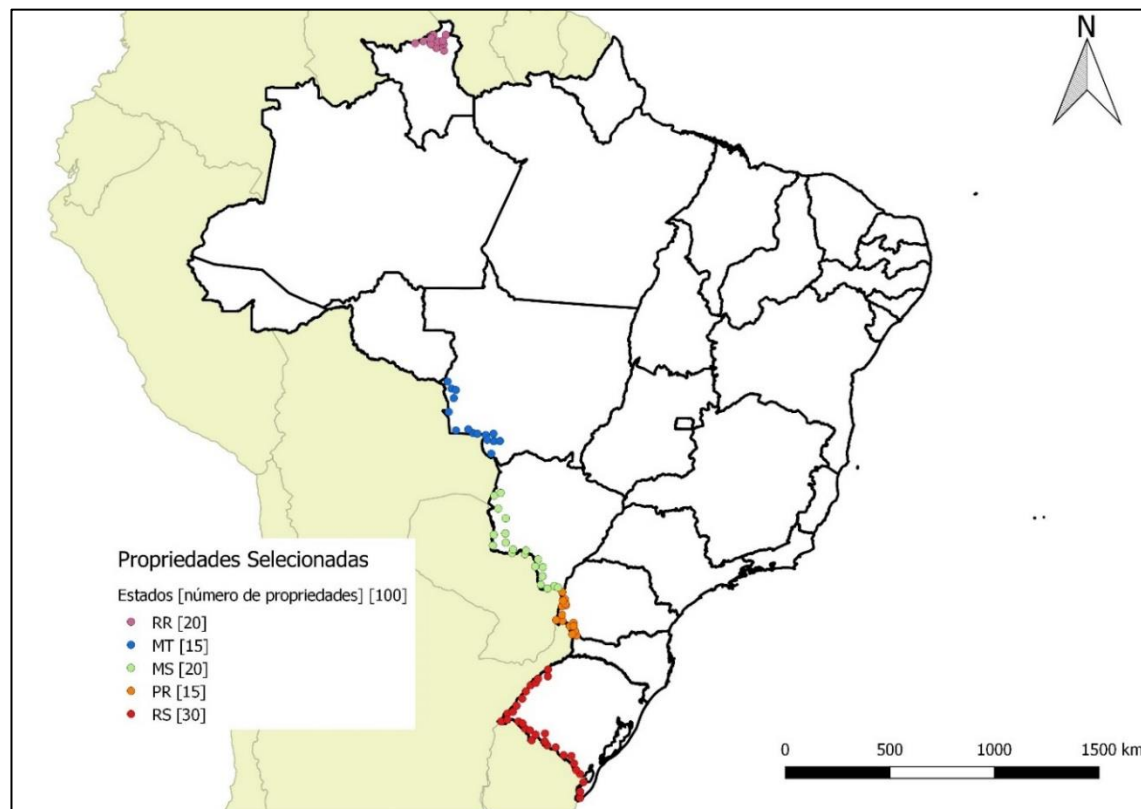 N
Propriedades Selecionadas
Estados [número de propriedades] [100]
RR [20]
MT [15]
MS [20]
PR [15]
RS [30]
0 500 1000 1500 km